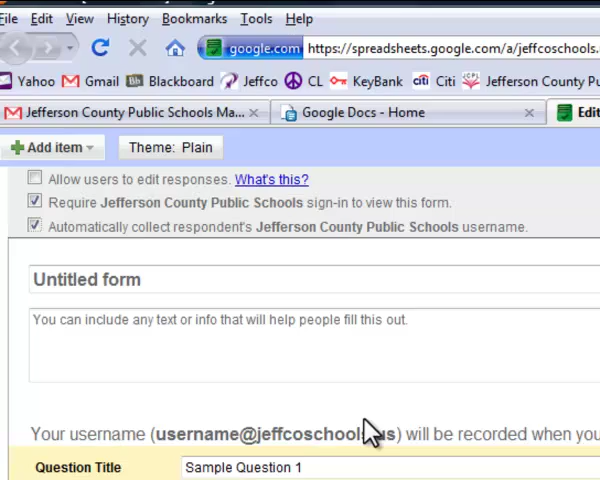 File Edit View History Bookmarks Tools Help
google.com https://spreadsheets.google.com/a/jeffcoschools.
Yahoo Gmail Blackboard Jeffco CL KeyBank citi Citi Jefferson County Pu
Jefferson County Public Schools Ma... Google Docs - Home Edit
Add item Theme: Plain
Allow users to edit responses. What's this?
Require Jefferson County Public Schools sign-in to view this form.
Automatically collect respondent's Jefferson County Public Schools username.
Untitled form
You can include any text or info that will help people fill this out.
Your username (username@jeffcoschools.us) will be recorded when you
Question Title Sample Question 1